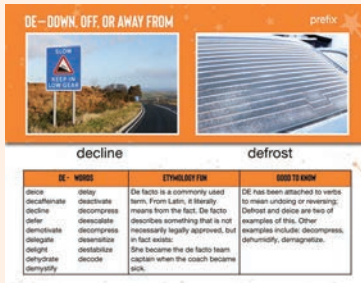 DE – DOWN, OFF, OR AWAY FROM
prefix
SLOW
KEEP IN
LOW GEAR
decline
defrost
DE - WORDS
deice
decaffeinate
decline
defer
demotivate
delegate
delight
dehydrate
demystify
delay
deactivate
decompress
deescalate
decompress
desensitize
destabilize
decode
ETYMOLOGY FUN
De facto is a commonly used
term. From Latin, it literally
means from the fact. De facto
describes something that is not
necessarily legally approved, but
in fact exists:
She became the de facto team
captain when the coach became
sick.
GOOD TO KNOW
DE has been attached to verbs
to mean undoing or reversing;
Defrost and deice are two of
examples of this. Other
examples include: decompress,
dehumidify, demagnetize.